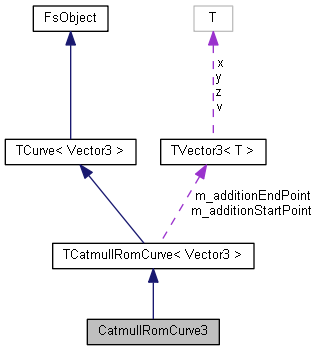 FsObject
T
x
y
z
v
TCurve< Vector3 >
TVector3< T >
m_additionEndPoint
m_additionStartPoint
TCatmullRomCurve< Vector3 >
CatmullRomCurve3